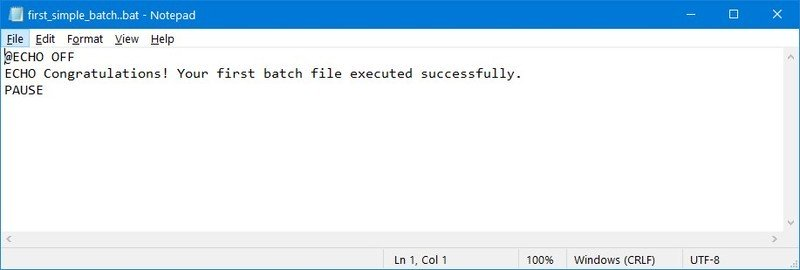 first_simple_batch..bat - Notepad
File Edit Format View Help
@ECHO OFF
ECHO Congratulations! Your first batch file executed successfully.
PAUSE
Ln 1, Col 1 100% Windows (CRLF) UTF-8